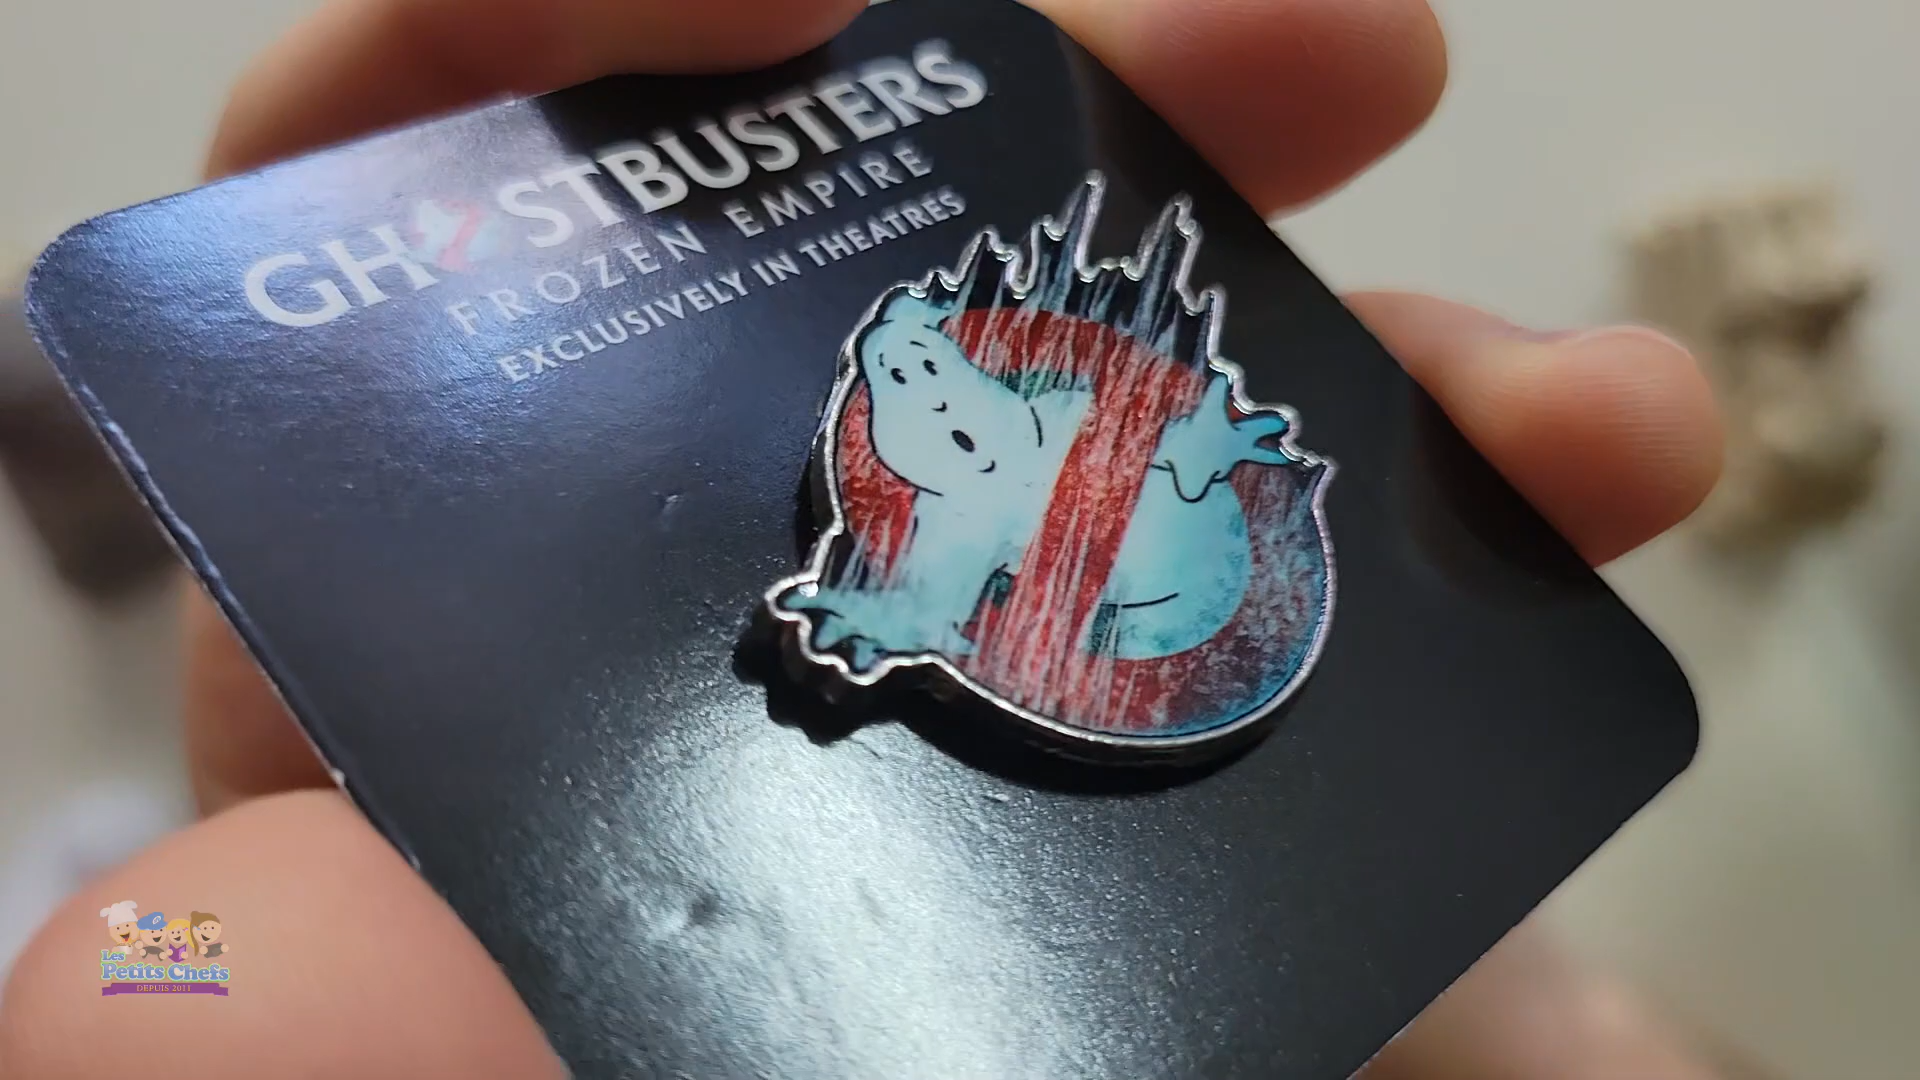 GHOSTBUSTERS
FROZEN EMPIRE
EXCLUSIVELY IN THEATRES
Les
Petits Chefs
DEPUIS 2011